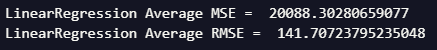 LinearRegression Average MSE =  20088.30280659077
LinearRegression Average RMSE =  141.70723795235048